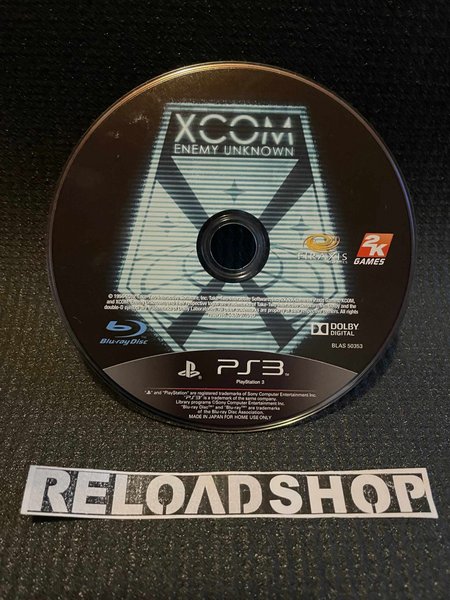 XCOM
ENEMY UNKNOWN
FIRAXIS
2K
GAMES
Blu-ray Disc
DOLBY
DIGITAL
BLAS 50353
PS3
PlayStation 3
and "PlayStation" are registered trademarks of Sony Computer Entertainment Inc.
"PS3" is a trademark of the same company.
Library programs ©Sony Computer Entertainment Inc.
"Blu-ray Disc" and "Blu-ray" are trademarks
of the Blu-ray Disc Association.
MADE IN JAPAN FOR HOME USE ONLY
RELOADSHOP